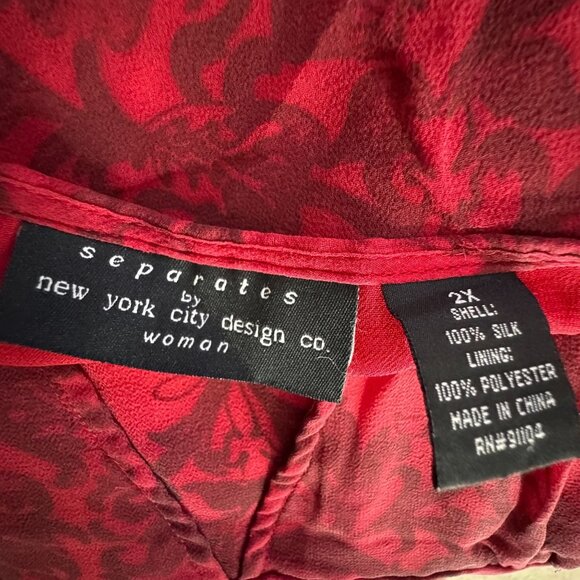 separates
by
new york city design co.
woman
2X
SHELL:
100% SILK
LINING:
100% POLYESTER
MADE IN CHINA
RN#91104